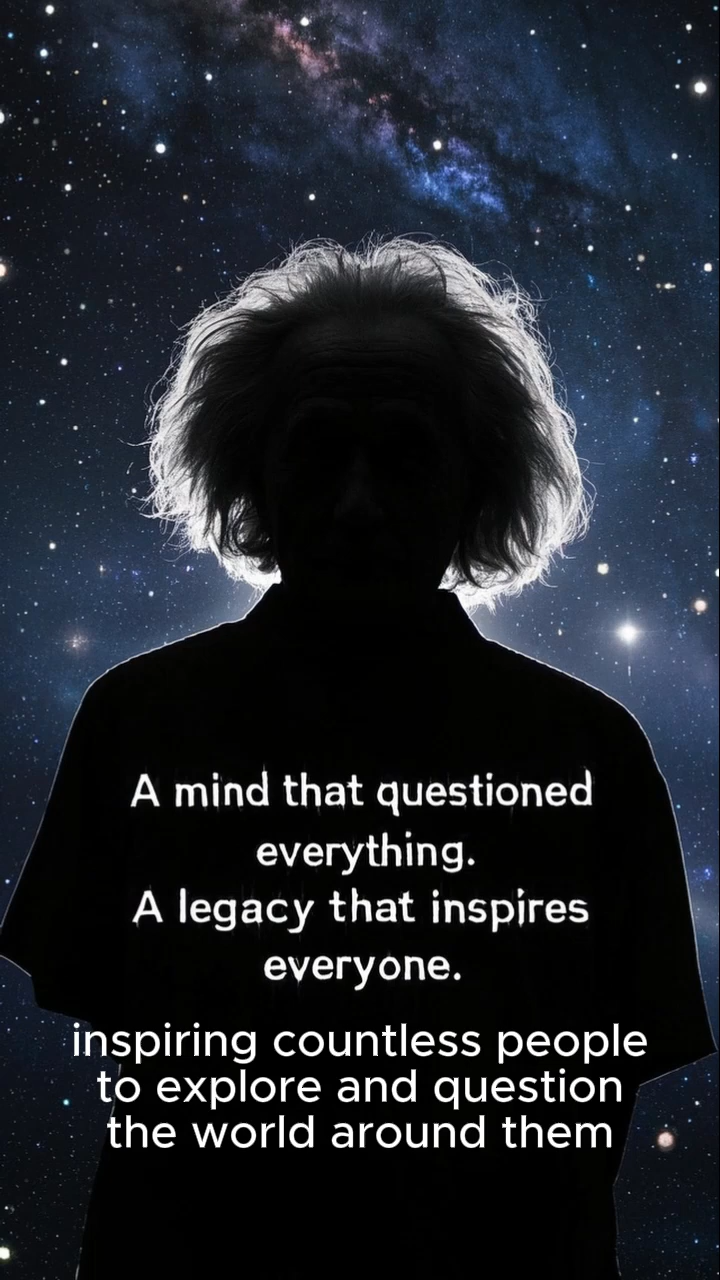 A mind that questioned
everything.
A legacy that inspires
everyone.
inspiring countless people
to explore and question
the world around them